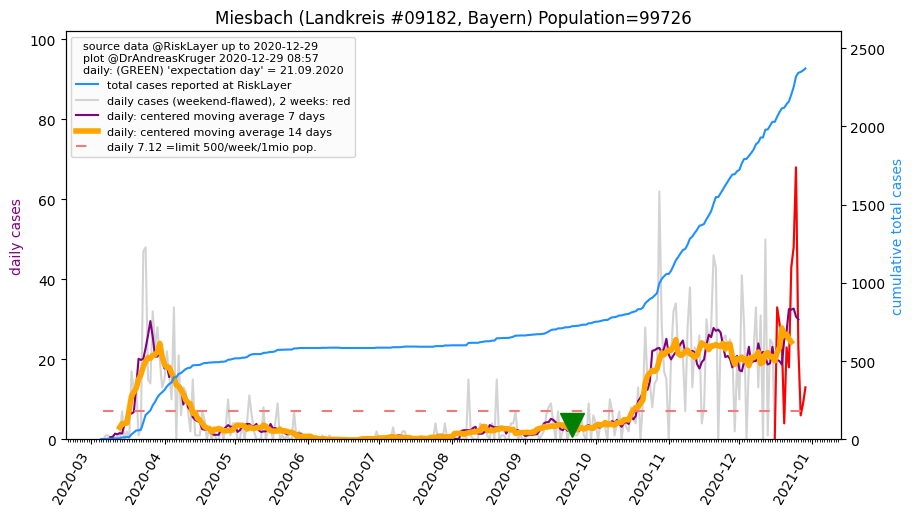 Miesbach (Landkreis #09182, Bayern) Population=99726
source data @RiskLayer up to 2020-12-29
plot @DrAndreasKruger 2020-12-29 08:57
daily: (GREEN) 'expectation day' = 21.09.2020
total cases reported at RiskLayer
daily cases (weekend-flawed), 2 weeks: red
daily: centered moving average 7 days
daily: centered moving average 14 days
daily 7.12 =limit 500/week/1mio pop.
daily cases
100
80
60
40
20
0
cumulative total cases
2500
2000
1500
1000
500
0
2020-03
2020-04
2020-05
2020-06
2020-07
2020-08
2020-09
2020-10
2020-11
2020-12
2021-01